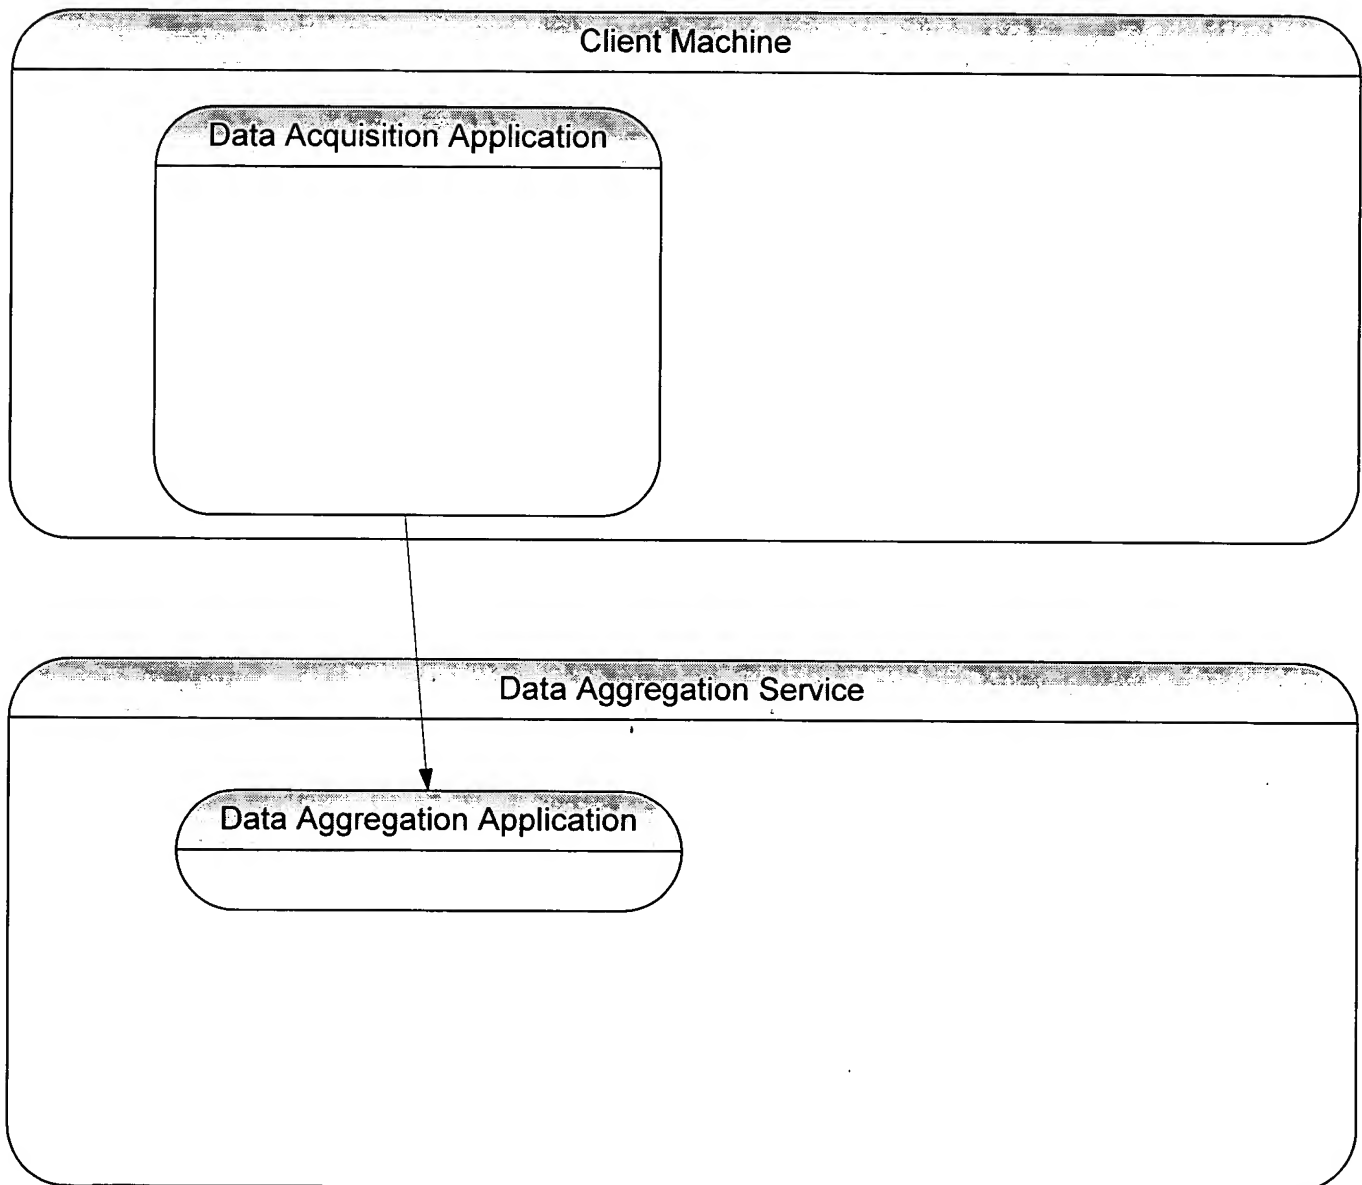 Client Machine
Data Acquisition Application
Data Aggregation Service
Data Aggregation Application